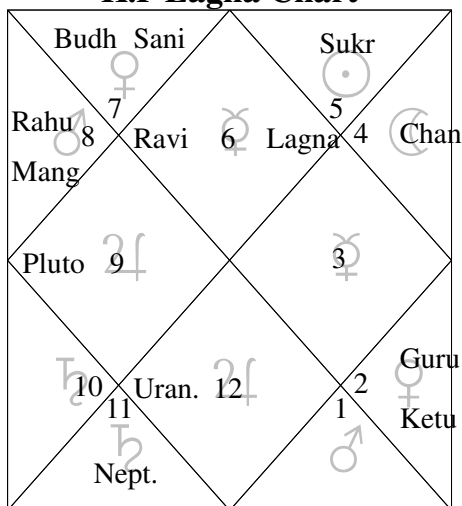 K.P Lagna Chart
Budh Sani
Sukr
7
5
Rahu 8
Ravi 6 Lagna
4 Chan
Mang
Pluto 9
3
Guru
10
Uran. 12
2
11
1
Ketu
Nept.